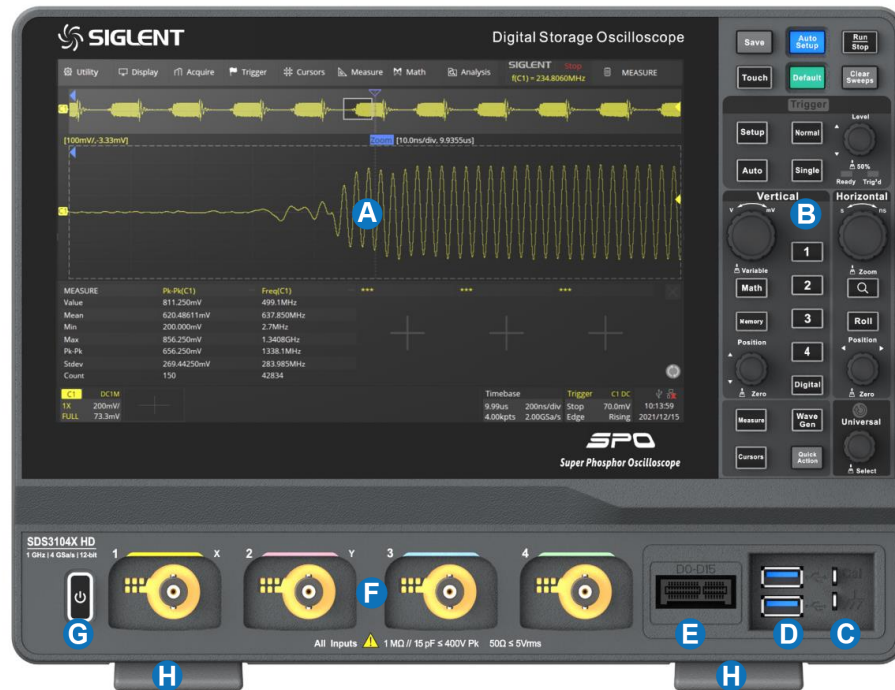 SIGLENT
Digital Storage Oscilloscope
Utility Display Acquire Trigger Cursors Measure Math Analysis
SIGLENT Stop
f(C1) = 234.8060MHz
MEASURE
C1
[100mV/,-3.33mV]
Zoom [10.0ns/div, 9.9355us]
C1
A
MEASURE Pk-Pk(C1) Freq(C1) *** *** ***
Value 811.250mV 499.1MHz
Mean 620.48611mV 637.850MHz
Min 200.000mV 2.7MHz
Max 856.250mV 1.3408GHz
Pk-Pk 656.250mV 1338.1MHz
Stdev 269.44250mV 283.985MHz
Count 150 42834
C1 DC1M
1X 200mV/
FULL 73.3mV
Timebase
9.99us 200ns/div
4.00kpts 2.00GSa/s
Trigger C1 DC
Stop 70.0mV
Edge Rising
10:13:59
2021/12/15
SPO
Super Phosphor Oscilloscope
Save
Auto
Setup
Run
Stop
Touch
Default
Clear
Sweeps
Trigger
Setup
Normal
Level
50%
Auto
Single
Ready Trig'd
Vertical
B
Horizontal
V mV
s ns
Variable
1
Zoom
Math
2
Memory
3
Roll
Position
4
Position
Zero
Digital
Zero
Measure
Wave
Gen
Universal
Cursors
Quick
Action
Select
SDS3104X HD
1 GHz | 4 GSa/s | 12-bit
1 X
2 Y
3
4
F
G
All Inputs 1 MΩ // 15 pF ≤ 400V Pk 50Ω ≤ 5Vrms
D0-D15
E
D
C
Cal
H
H